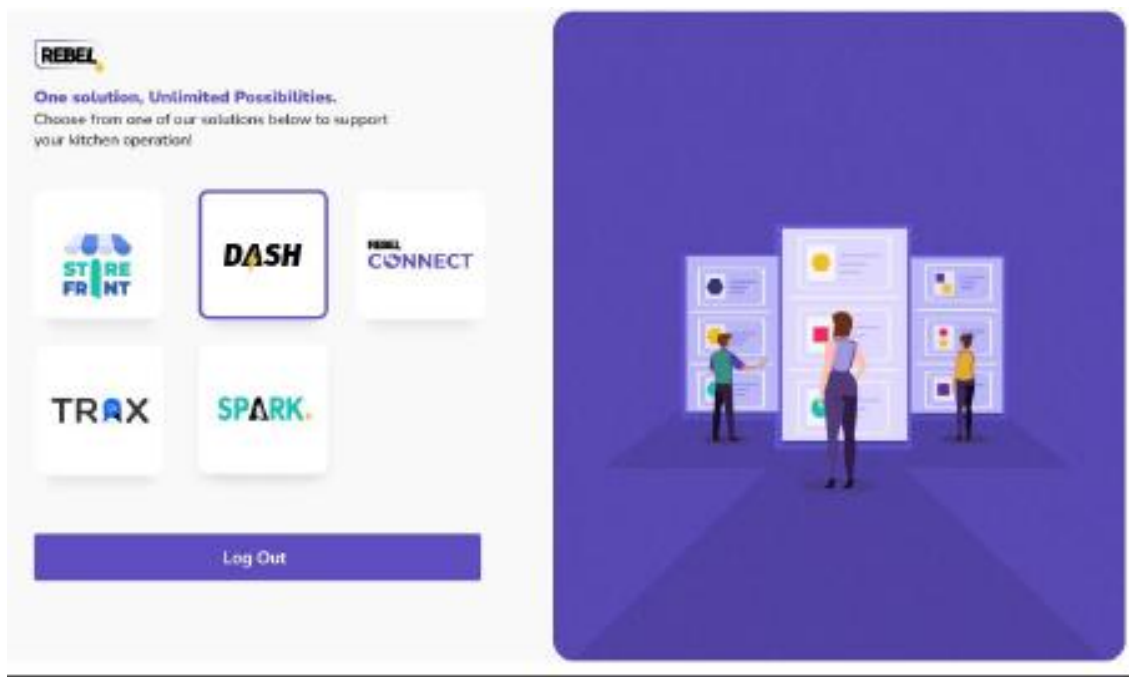 REBEL
One solution, Unlimited Possibilities.
Choose from one of our solutions below to support
your kitchen operation!
STORE
FRONT
DASH
REBEL
CONNECT
TRAX
SPARK.
Log Out